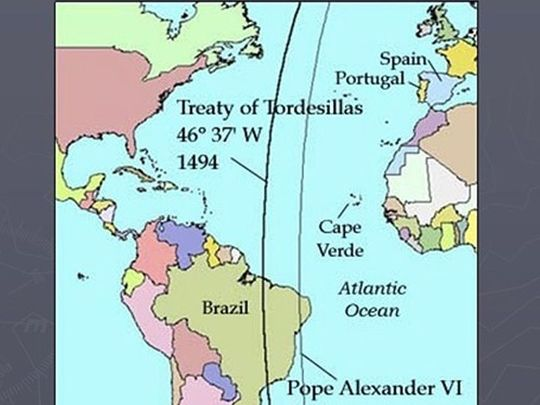 Spain
Portugal
Treaty of Tordesillas
46° 37' W
1494
Cape
Verde
Atlantic
Ocean
Brazil
Pope Alexander VI